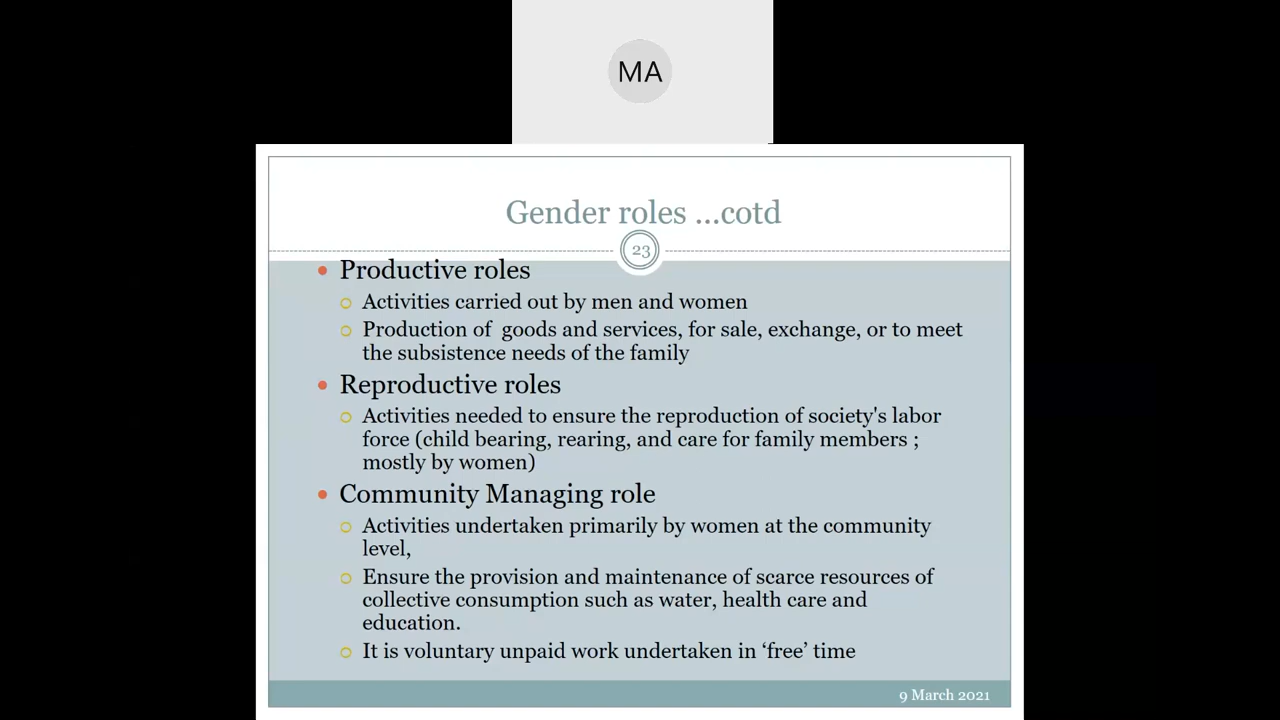 MA
Gender roles ...cotd
23
Productive roles
Activities carried out by men and women
Production of goods and services, for sale, exchange, or to meet
the subsistence needs of the family
Reproductive roles
Activities needed to ensure the reproduction of society's labor
force (child bearing, rearing, and care for family members ;
mostly by women)
Community Managing role
Activities undertaken primarily by women at the community
level,
Ensure the provision and maintenance of scarce resources of
collective consumption such as water, health care and
education.
It is voluntary unpaid work undertaken in ‘free’ time
9 March 2021